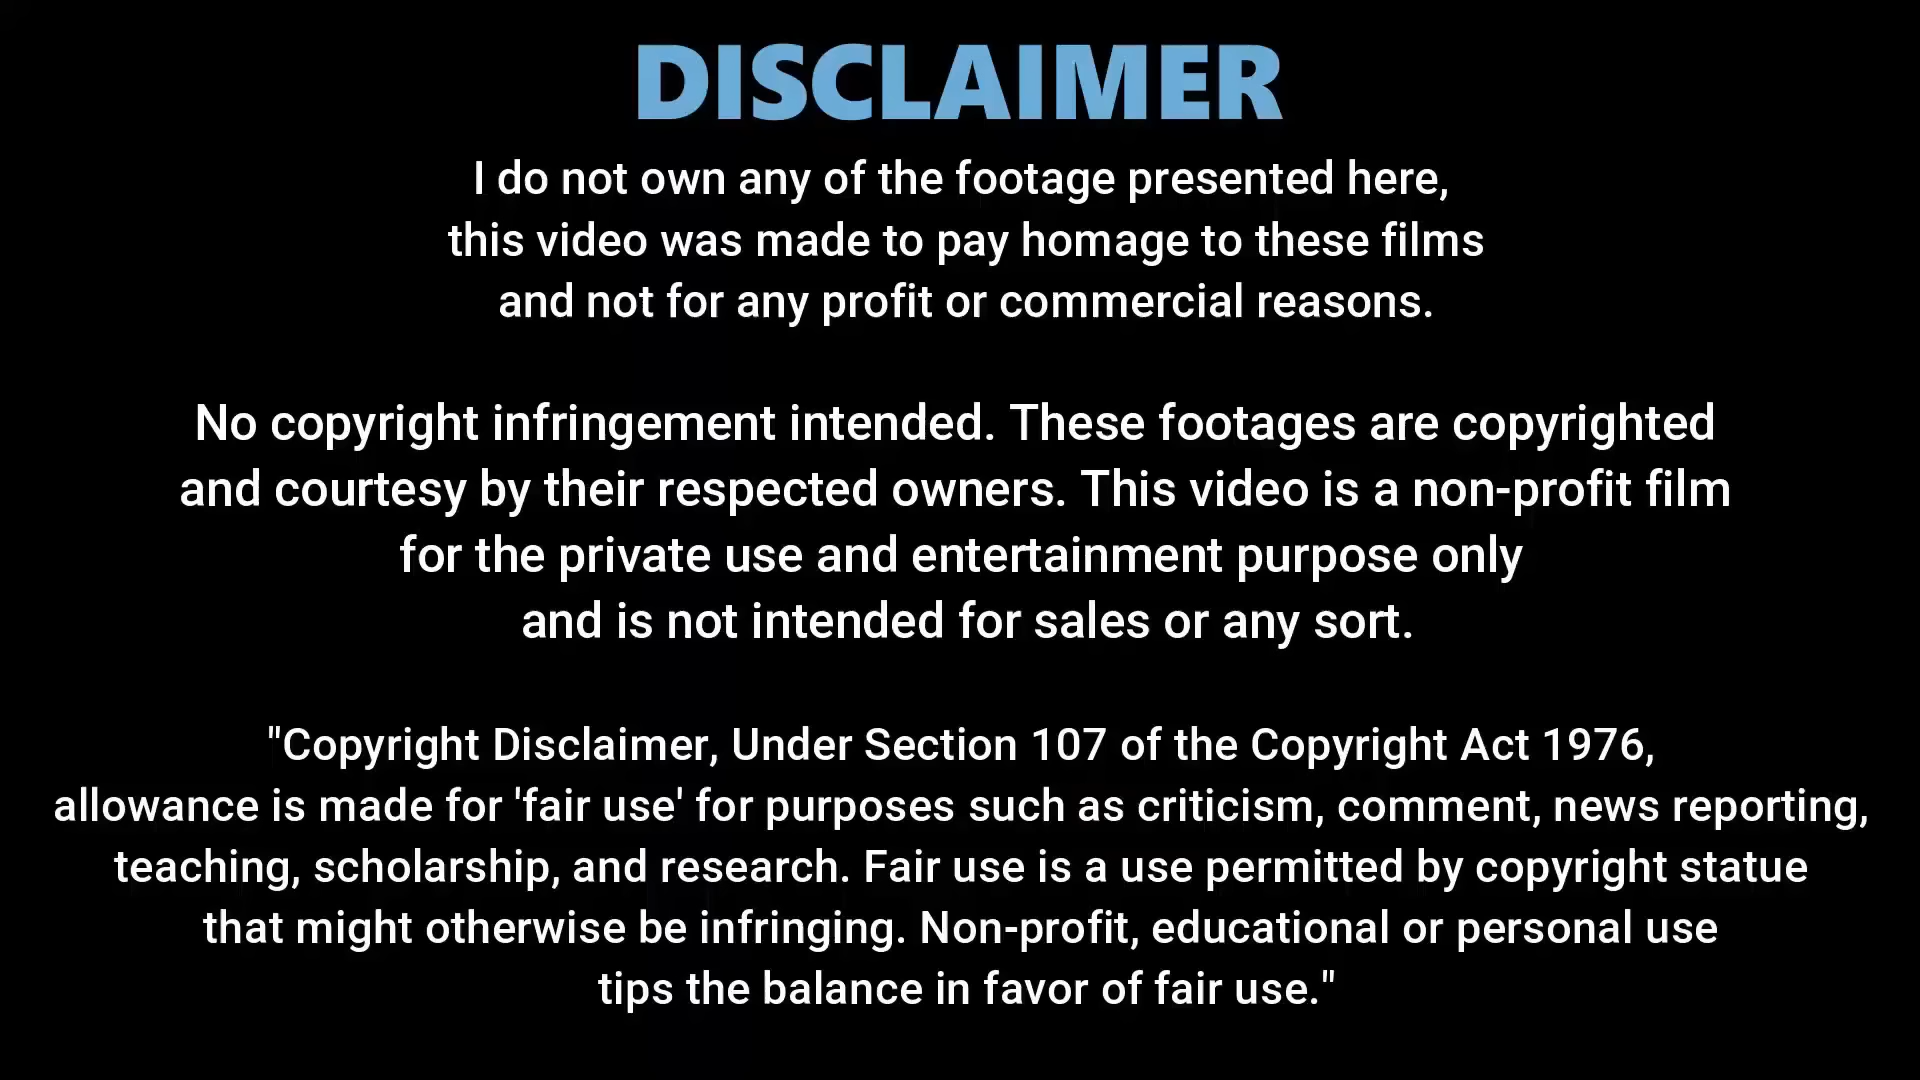 DISCLAIMER
I do not own any of the footage presented here,
this video was made to pay homage to these films
and not for any profit or commercial reasons.
No copyright infringement intended. These footages are copyrighted
and courtesy by their respected owners. This video is a non-profit film
for the private use and entertainment purpose only
and is not intended for sales or any sort.
"Copyright Disclaimer, Under Section 107 of the Copyright Act 1976,
allowance is made for 'fair use' for purposes such as criticism, comment, news reporting,
teaching, scholarship, and research. Fair use is a use permitted by copyright statue
that might otherwise be infringing. Non-profit, educational or personal use
tips the balance in favor of fair use."